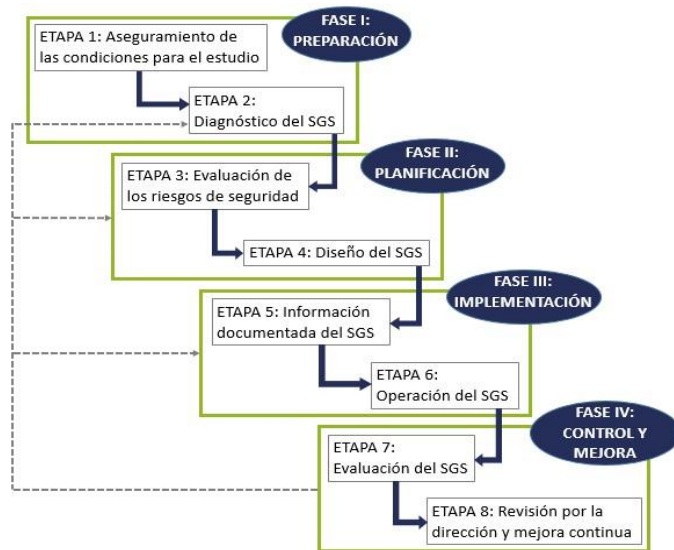 FASE I:
PREPARACIÓN
ETAPA 1: Aseguramiento de
las condiciones para el estudio
ETAPA 2:
Diagnóstico del SGS
FASE II:
PLANIFICACIÓN
ETAPA 3: Evaluación de
los riesgos de seguridad
ETAPA 4: Diseño del SGS
FASE III:
IMPLEMENTACIÓN
ETAPA 5: Información
documentada del SGS
ETAPA 6:
Operación del SGS
FASE IV:
CONTROL Y
MEJORA
ETAPA 7:
Evaluación del SGS
ETAPA 8: Revisión por la
dirección y mejora continua